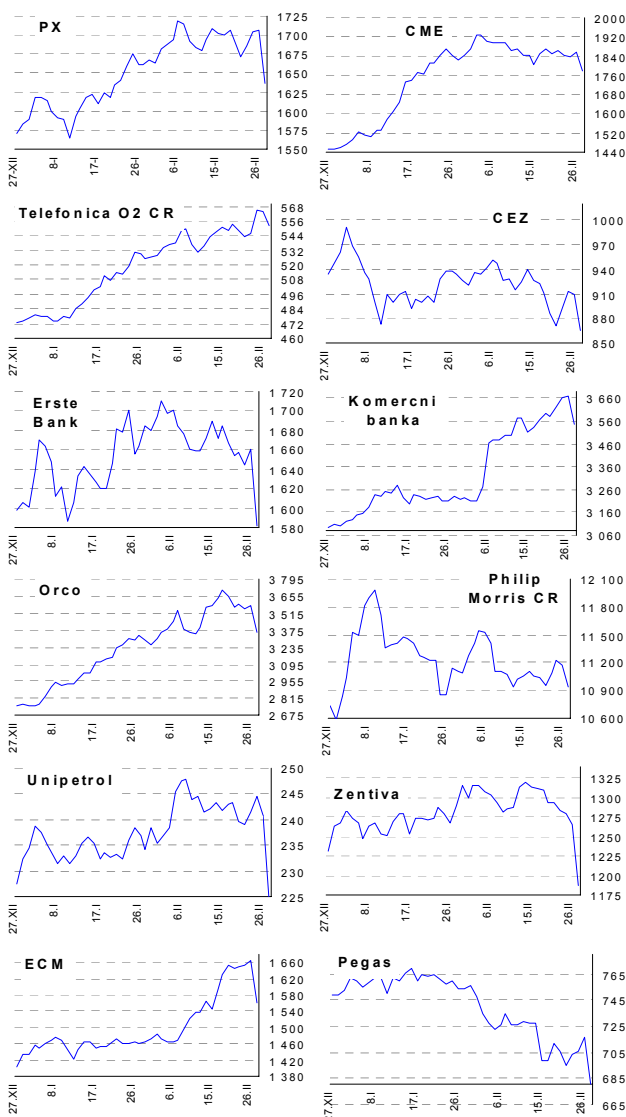 PX
1725
1700
1675
1650
1625
1600
1575
1550
27-XII
8-I
17-I
26-I
6-II
15-II
26-II
CME
2000
1920
1840
1760
1680
1600
1520
1440
27.XII
8.I
17.I
26.I
6.II
15.II
26.II
Telefonica O2 CR
568
556
544
532
520
508
496
484
472
460
27.XII
8.I
17.I
26.I
6.II
15.II
26.II
CEZ
1000
970
940
910
880
850
27.XII
8.I
17.I
26.I
6.II
15.II
26.II
Erste
Bank
1 720
1 700
1 680
1 660
1 640
1 620
1 600
1 580
27.XII
8.I
17.I
26.I
6.II
15.II
26.II
Komercni
banka
3 660
3 560
3 460
3 360
3 260
3 160
3 060
27.XII
8.I
17.I
26.I
6.II
15.II
26.II
Orco
3 795
3 655
3 515
3 375
3 235
3 095
2 955
2 815
2 675
27.XII
8.I
17.I
26.I
6.II
15.II
26.II
Philip
Morris CR
12 100
11 800
11 500
11 200
10 900
10 600
27.XII
8.I
17.I
26.I
6.II
15.II
26.II
Unipetrol
250
245
240
235
230
225
27.XII
8.I
17.I
26.I
6.II
15.II
26.II
Zentiva
1325
1300
1275
1250
1225
1200
1175
27.XII
8.I
17.I
26.I
6.II
15.II
26.II
ECM
1 660
1 620
1 580
1 540
1 500
1 460
1 420
1 380
27.XII
8.I
17.I
26.I
6.II
15.II
26.II
Pegas
765
745
725
705
685
665
27.XII
8.I
17.I
26.I
6.II
15.II
26.II